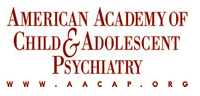 AMERICAN ACADEMY OF
CHILD & ADOLESCENT
PSYCHIATRY
WWW.AACAP.ORG